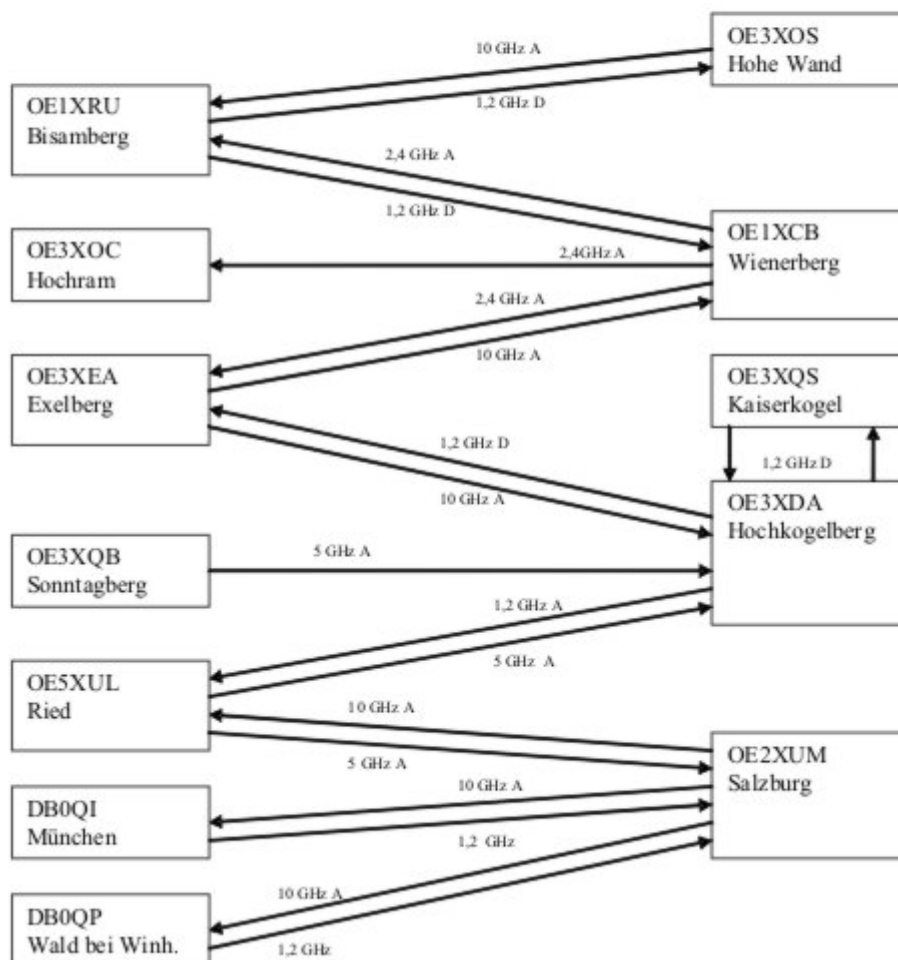 OE3XOS
Hohe Wand
10 GHz A
1,2 GHz D
OE1XRU
Bisamberg
2,4 GHz A
1,2 GHz D
OE1XCB
Wienerberg
OE3XOC
Hochram
2,4GHz A
2,4 GHz A
10 GHz A
OE3XEA
Exelberg
OE3XQS
Kaiserkogel
1,2 GHz D
1,2 GHz D
10 GHz A
OE3XDA
Hochkogelberg
OE3XQB
Sonntagberg
5 GHz A
1,2 GHz A
5 GHz A
OE5XUL
Ried
10 GHz A
5 GHz A
OE2XUM
Salzburg
DB0QI
München
10 GHz A
1,2 GHz
10 GHz A
DB0QP
Wald bei Winh.
1,2 GHz